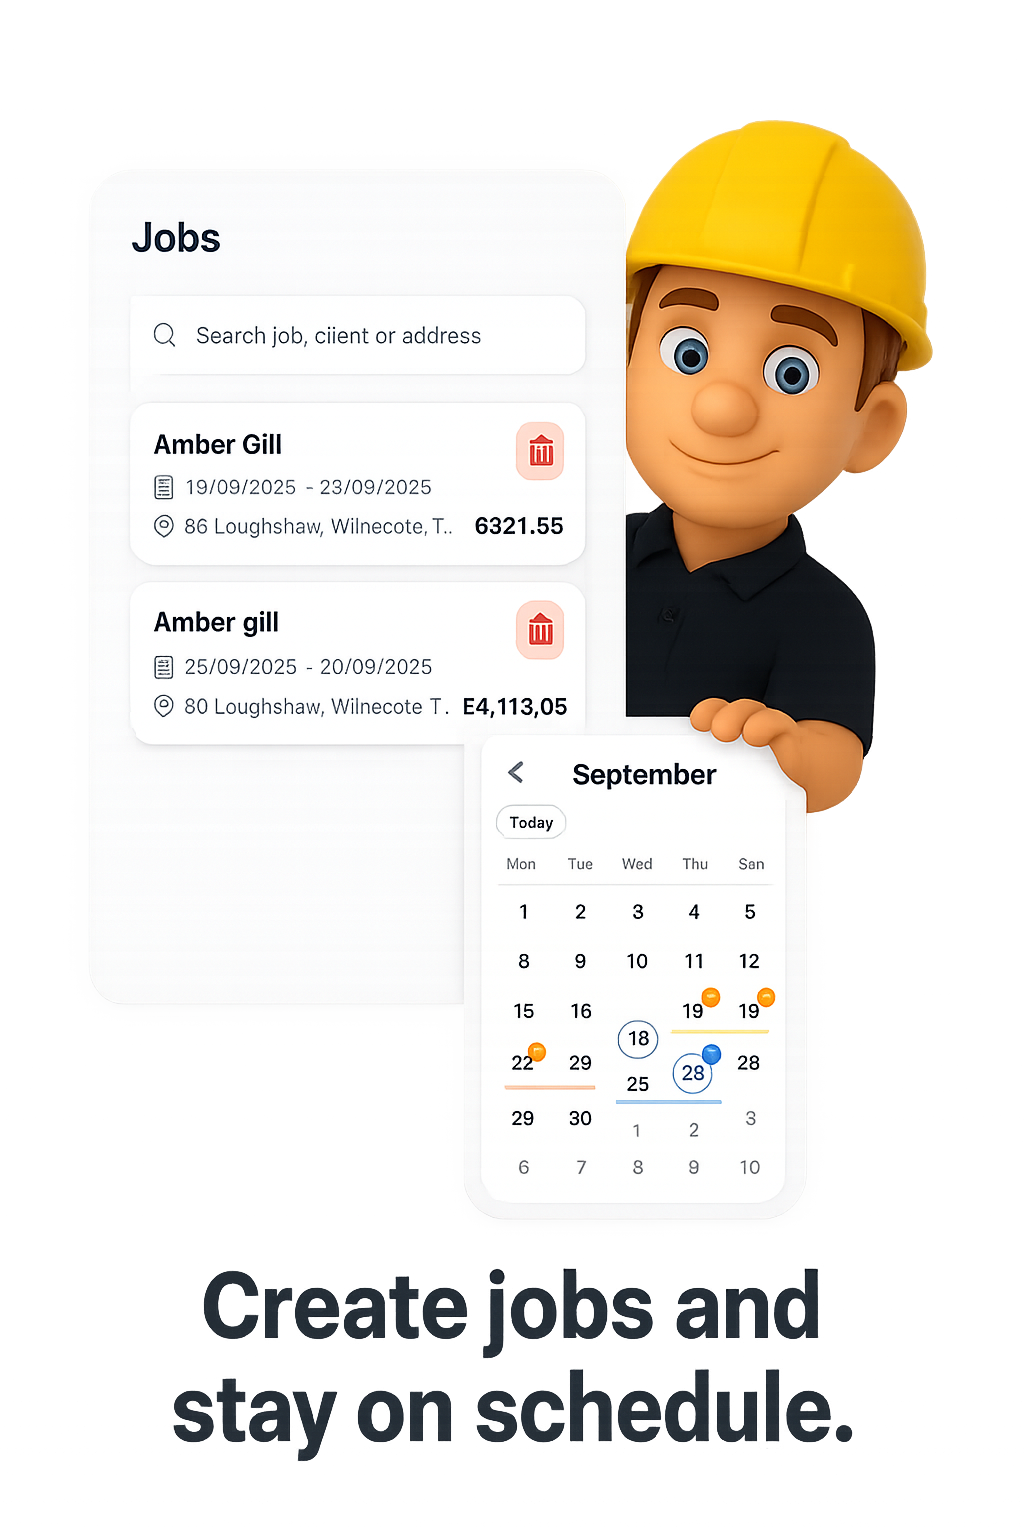 Jobs
Search job, ciient or address
Amber Gill
19/09/2025 - 23/09/2025
86 Loughshaw, Wilnecote, T.. 6321.55
Amber gill
25/09/2025 - 20/09/2025
80 Loughshaw, Wilnecote T. E4,113,05
September
Today
Mon Tue Wed Thu San
1 2 3 4 5
8 9 10 11 12
15 16 18 19 19
22 29 25 28 28
29 30 1 2 3
6 7 8 9 10
Create jobs and
stay on schedule.